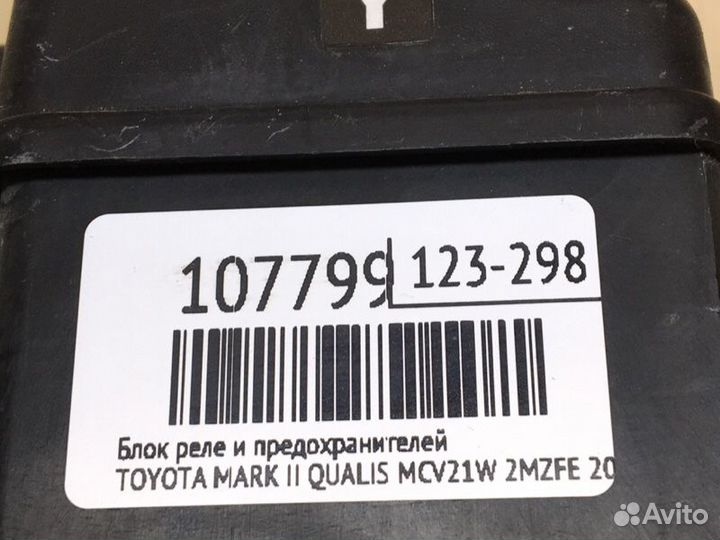 Y
107799 123-298
Блок реле и предохранителей
TOYOTA MARK II QUALIS MCV21W 2MZFE 20
Avito